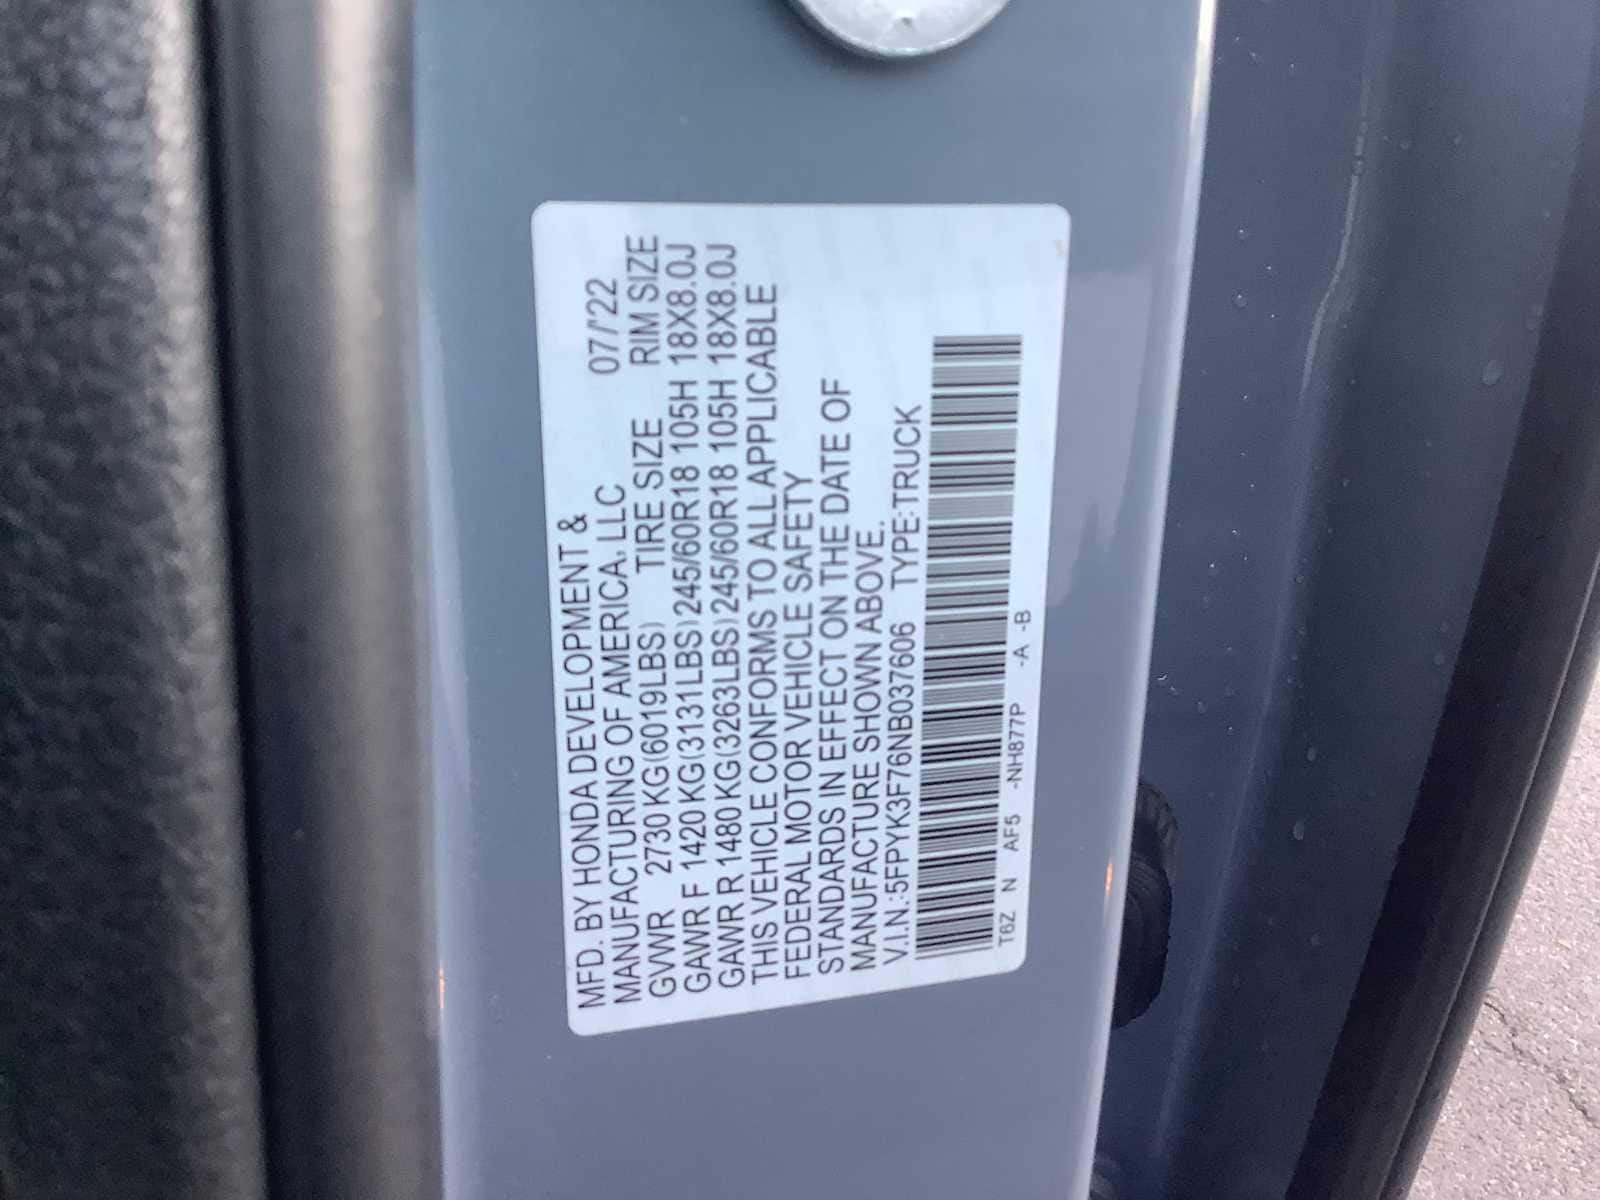 MFD. BY HONDA DEVELOPMENT &
MANUFACTURING OF AMERICA, LLC 07/'22
GVWR 2730 KG(6019LBS) TIRE SIZE RIM SIZE
GAWR F 1420 KG(3131LBS) 245/60R18 105H 18X8.0J
GAWR R 1480 KG(3263LBS) 245/60R18 105H 18X8.0J
THIS VEHICLE CONFORMS TO ALL APPLICABLE
FEDERAL MOTOR VEHICLE SAFETY
STANDARDS IN EFFECT ON THE DATE OF
MANUFACTURE SHOWN ABOVE.
V.I.N.:5FPYK3F76NB037606 TYPE:TRUCK
T6Z N AF5 -NH877P -A -B